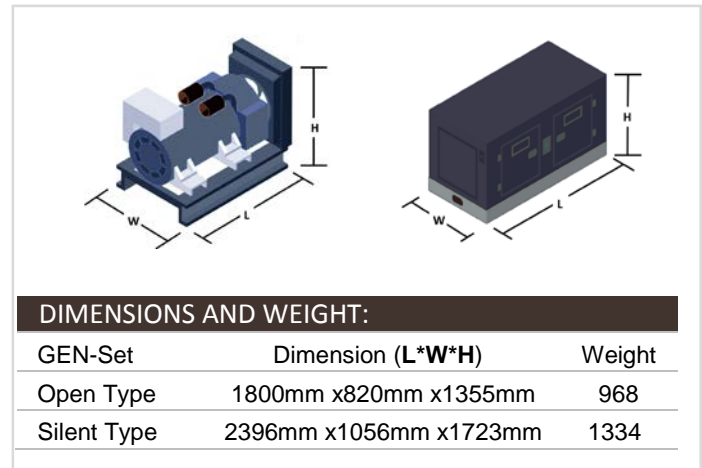 H
W
L
H
W
L
DIMENSIONS AND WEIGHT:
GEN-Set Dimension (L*W*H) Weight
Open Type 1800mm x820mm x1355mm 968
Silent Type 2396mm x1056mm x1723mm 1334